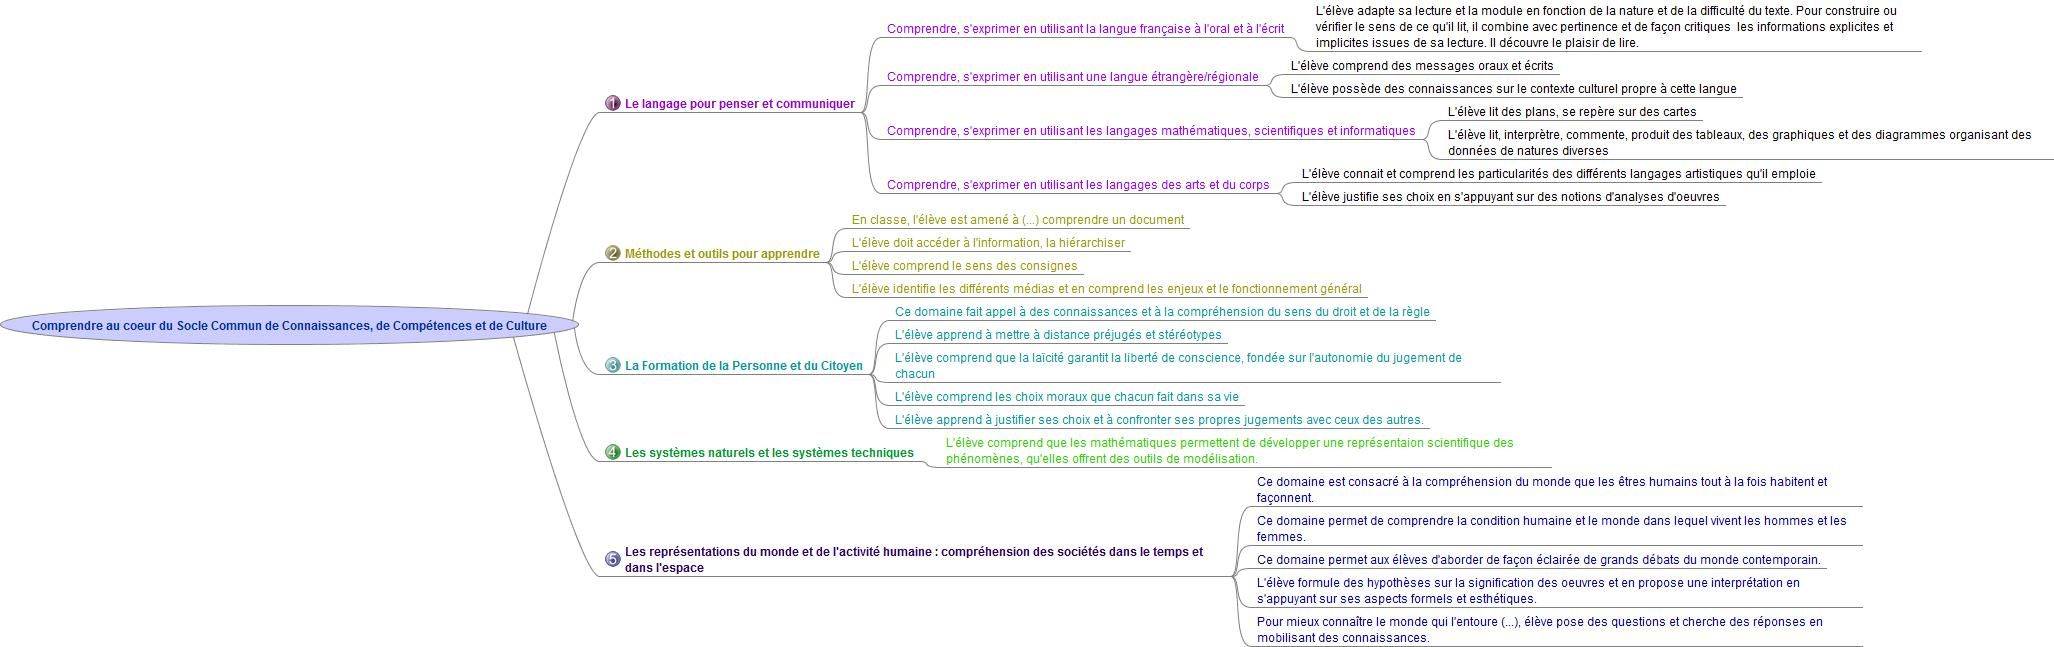 Comprendre au coeur du Socle Commun de Connaissances, de Compétences et de Culture
1 Le langage pour penser et communiquer
Comprendre, s'exprimer en utilisant la langue française à l'oral et à l'écrit
L'élève adapte sa lecture et la module en fonction de la nature et de la difficulté du texte. Pour construire ou
vérifier le sens de ce qu'il lit, il combine avec pertinence et de façon critiques les informations explicites et
implicites issues de sa lecture. Il découvre le plaisir de lire.
Comprendre, s'exprimer en utilisant une langue étrangère/régionale
L'élève comprend des messages oraux et écrits
L'élève possède des connaissances sur le contexte culturel propre à cette langue
Comprendre, s'exprimer en utilisant les langages mathématiques, scientifiques et informatiques
L'élève lit des plans, se repère sur des cartes
L'élève lit, interprètre, commente, produit des tableaux, des graphiques et des diagrammes organisant des
données de natures diverses
Comprendre, s'exprimer en utilisant les langages des arts et du corps
L'élève connait et comprend les particularités des différents langages artistiques qu'il emploie
L'élève justifie ses choix en s'appuyant sur des notions d'analyses d'oeuvres
2 Méthodes et outils pour apprendre
En classe, l'élève est amené à (...) comprendre un document
L'élève doit accéder à l'information, la hiérarchiser
L'élève comprend le sens des consignes
L'élève identifie les différents médias et en comprend les enjeux et le fonctionnement général
3 La Formation de la Personne et du Citoyen
Ce domaine fait appel à des connaissances et à la compréhension du sens du droit et de la règle
L'élève apprend à mettre à distance préjugés et stéréotypes
L'élève comprend que la laïcité garantit la liberté de conscience, fondée sur l'autonomie du jugement de
chacun
L'élève comprend les choix moraux que chacun fait dans sa vie
L'élève apprend à justifier ses choix et à confronter ses propres jugements avec ceux des autres.
4 Les systèmes naturels et les systèmes techniques
L'élève comprend que les mathématiques permettent de développer une représentaion scientifique des
phénomènes, qu'elles offrent des outils de modélisation.
5 Les représentations du monde et de l'activité humaine : compréhension des sociétés dans le temps et
dans l'espace
Ce domaine est consacré à la compréhension du monde que les êtres humains tout à la fois habitent et
façonnent.
Ce domaine permet de comprendre la condition humaine et le monde dans lequel vivent les hommes et les
femmes.
Ce domaine permet aux élèves d'aborder de façon éclairée de grands débats du monde contemporain.
L'élève formule des hypothèses sur la signification des oeuvres et en propose une interprétation en
s'appuyant sur ses aspects formels et esthétiques.
Pour mieux connaître le monde qui l'entoure (...), élève pose des questions et cherche des réponses en
mobilisant des connaissances.